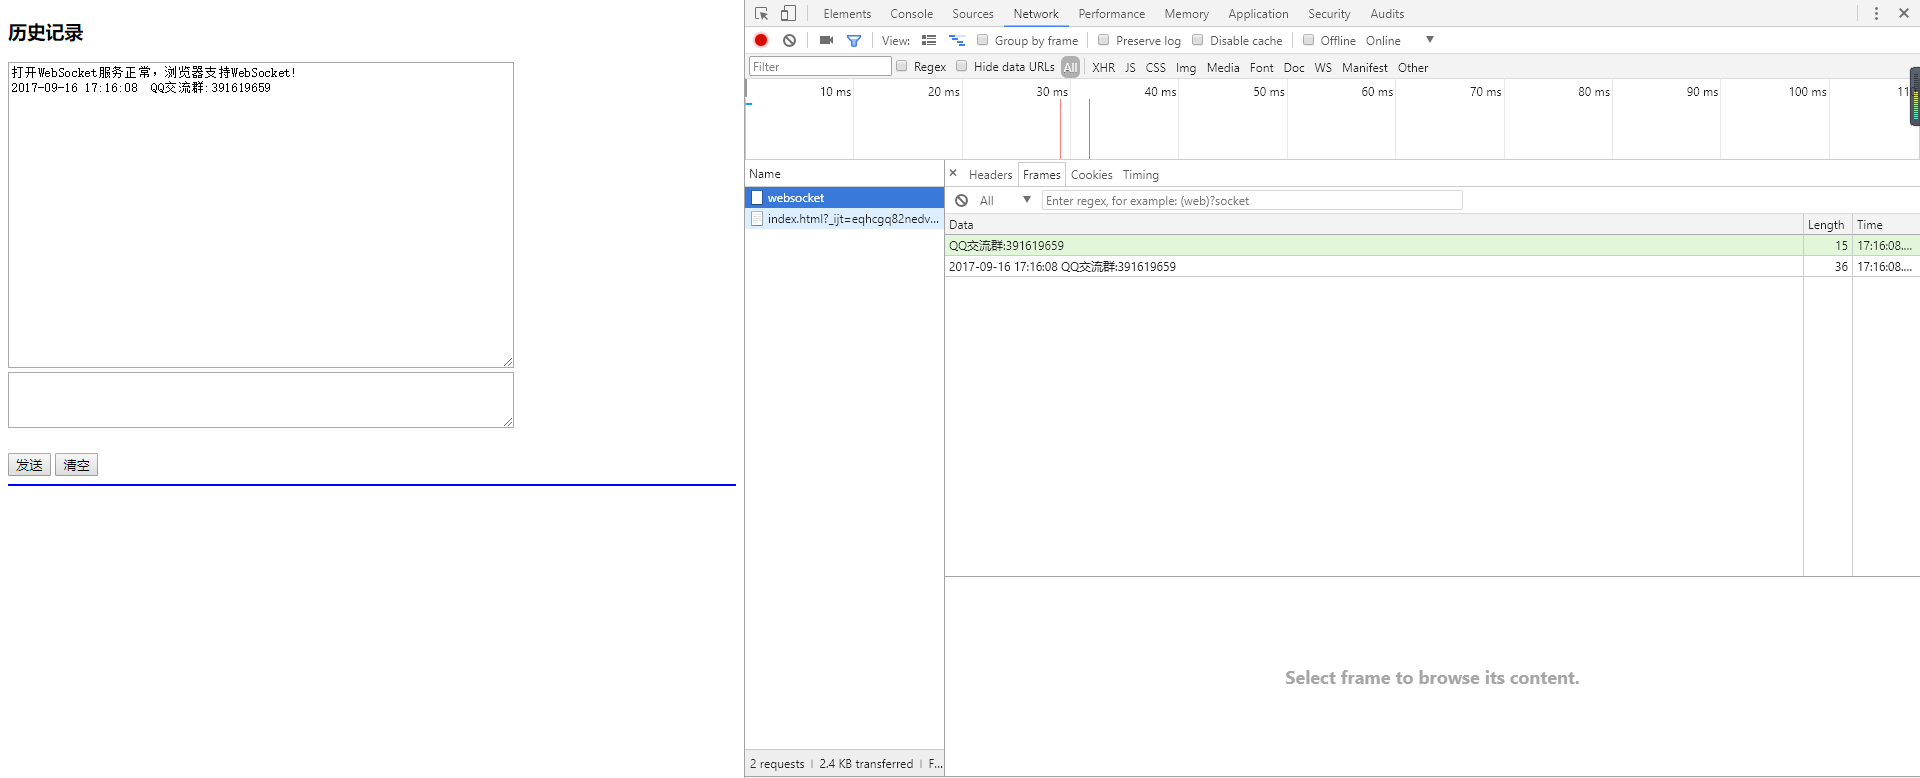 历史记录
打开WebSocket服务正常，浏览器支持WebSocket!
2017-09-16 17:16:08  QQ交流群:391619659
发送 清空
Elements Console Sources Network Performance Memory Application Security Audits
View: Group by frame Preserve log Disable cache Offline Online
Filter Regex Hide data URLs All XHR JS CSS Img Media Font Doc WS Manifest Other
10 ms 20 ms 30 ms 40 ms 50 ms 60 ms 70 ms 80 ms 90 ms 100 ms
Name
websocket
index.html?_ijt=eqhcgq82nedv...
2 requests | 2.4 KB transferred | F...
× Headers Frames Cookies Timing
All Enter regex, for example: (web)?socket
Data Length Time
QQ交流群:391619659 15 17:16:08....
2017-09-16 17:16:08 QQ交流群:391619659 36 17:16:08....
Select frame to browse its content.